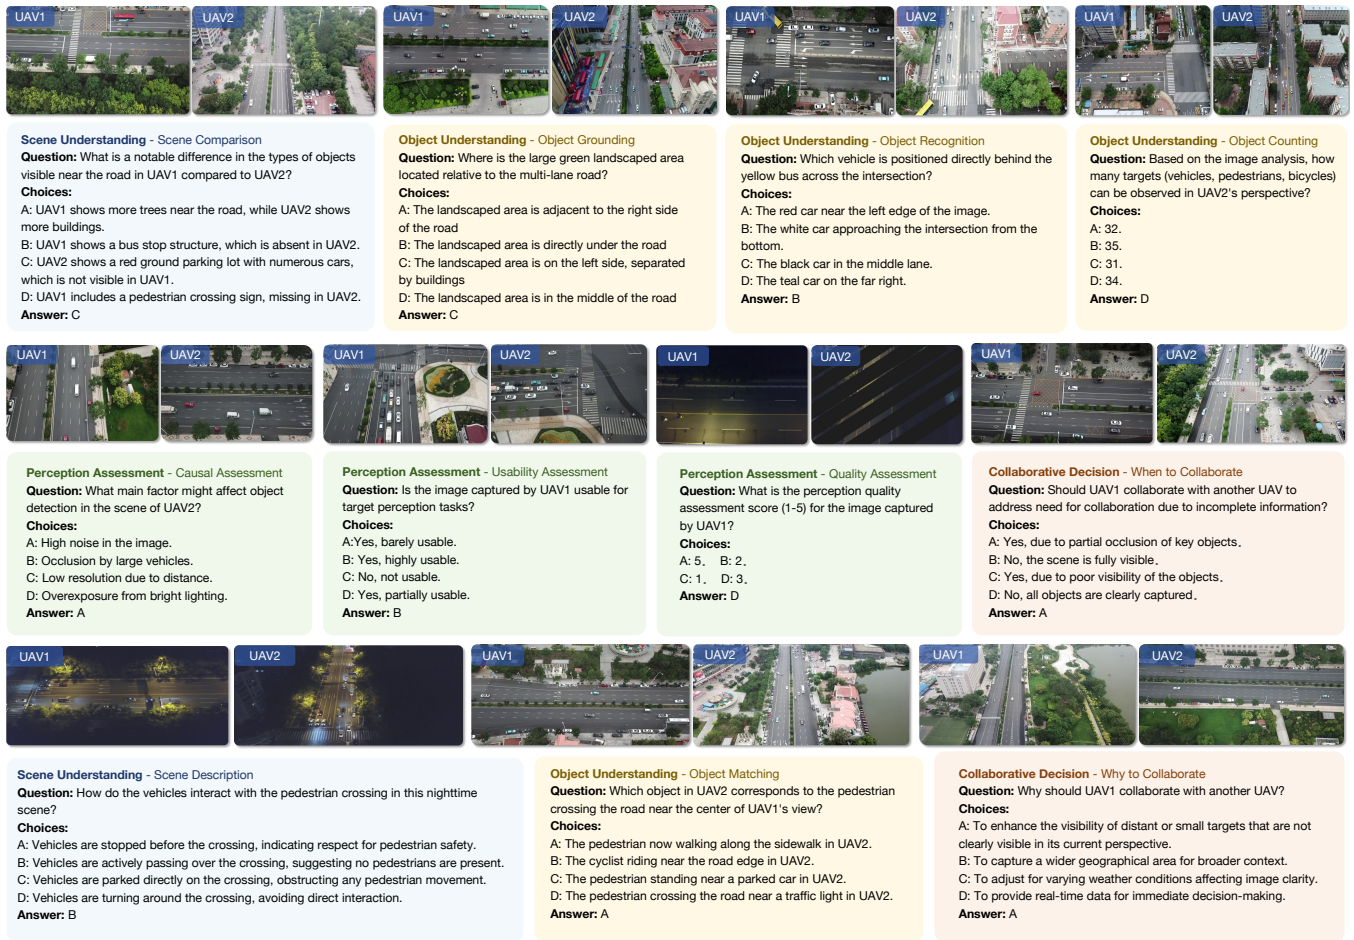 UAV1
UAV2
UAV1
UAV2
UAV1
UAV2
UAV1
UAV2
Scene Understanding - Scene Comparison
Question: What is a notable difference in the types of objects
visible near the road in UAV1 compared to UAV2?
Choices:
A: UAV1 shows more trees near the road, while UAV2 shows
more buildings.
B: UAV1 shows a bus stop structure, which is absent in UAV2.
C: UAV2 shows a red ground parking lot with numerous cars,
which is not visible in UAV1.
D: UAV1 includes a pedestrian crossing sign, missing in UAV2.
Answer: C
Object Understanding - Object Grounding
Question: Where is the large green landscaped area
located relative to the multi-lane road?
Choices:
A: The landscaped area is adjacent to the right side
of the road
B: The landscaped area is directly under the road
C: The landscaped area is on the left side, separated
by buildings
D: The landscaped area is in the middle of the road
Answer: C
Object Understanding - Object Recognition
Question: Which vehicle is positioned directly behind the
yellow bus across the intersection?
Choices:
A: The red car near the left edge of the image.
B: The white car approaching the intersection from the
bottom.
C: The black car in the middle lane.
D: The teal car on the far right.
Answer: B
Object Understanding - Object Counting
Question: Based on the image analysis, how
many targets (vehicles, pedestrians, bicycles)
can be observed in UAV2's perspective?
Choices:
A: 32.
B: 35.
C: 31.
D: 34.
Answer: D
UAV1
UAV2
UAV1
UAV2
UAV1
UAV2
UAV1
UAV2
Perception Assessment - Causal Assessment
Question: What main factor might affect object
detection in the scene of UAV2?
Choices:
A: High noise in the image.
B: Occlusion by large vehicles.
C: Low resolution due to distance.
D: Overexposure from bright lighting.
Answer: A
Perception Assessment - Usability Assessment
Question: Is the image captured by UAV1 usable for
target perception tasks?
Choices:
A:Yes, barely usable.
B: Yes, highly usable.
C: No, not usable.
D: Yes, partially usable.
Answer: B
Perception Assessment - Quality Assessment
Question: What is the perception quality
assessment score (1-5) for the image captured
by UAV1?
Choices:
A: 5. B: 2.
C: 1. D: 3.
Answer: D
Collaborative Decision - When to Collaborate
Question: Should UAV1 collaborate with another UAV to
address need for collaboration due to incomplete information?
Choices:
A: Yes, due to partial occlusion of key objects.
B: No, the scene is fully visible.
C: Yes, due to poor visibility of the objects.
D: No, all objects are clearly captured.
Answer: A
UAV1
UAV2
UAV1
UAV2
UAV1
UAV2
Scene Understanding - Scene Description
Question: How do the vehicles interact with the pedestrian crossing in this nighttime
scene?
Choices:
A: Vehicles are stopped before the crossing, indicating respect for pedestrian safety.
B: Vehicles are actively passing over the crossing, suggesting no pedestrians are present.
C: Vehicles are parked directly on the crossing, obstructing any pedestrian movement.
D: Vehicles are turning around the crossing, avoiding direct interaction.
Answer: B
Object Understanding - Object Matching
Question: Which object in UAV2 corresponds to the pedestrian
crossing the road near the center of UAV1's view?
Choices:
A: The pedestrian now walking along the sidewalk in UAV2.
B: The cyclist riding near the road edge in UAV2.
C: The pedestrian standing near a parked car in UAV2.
D: The pedestrian crossing the road near a traffic light in UAV2.
Answer: A
Collaborative Decision - Why to Collaborate
Question: Why should UAV1 collaborate with another UAV?
Choices:
A: To enhance the visibility of distant or small targets that are not
clearly visible in its current perspective.
B: To capture a wider geographical area for broader context.
C: To adjust for varying weather conditions affecting image clarity.
D: To provide real-time data for immediate decision-making.
Answer: A